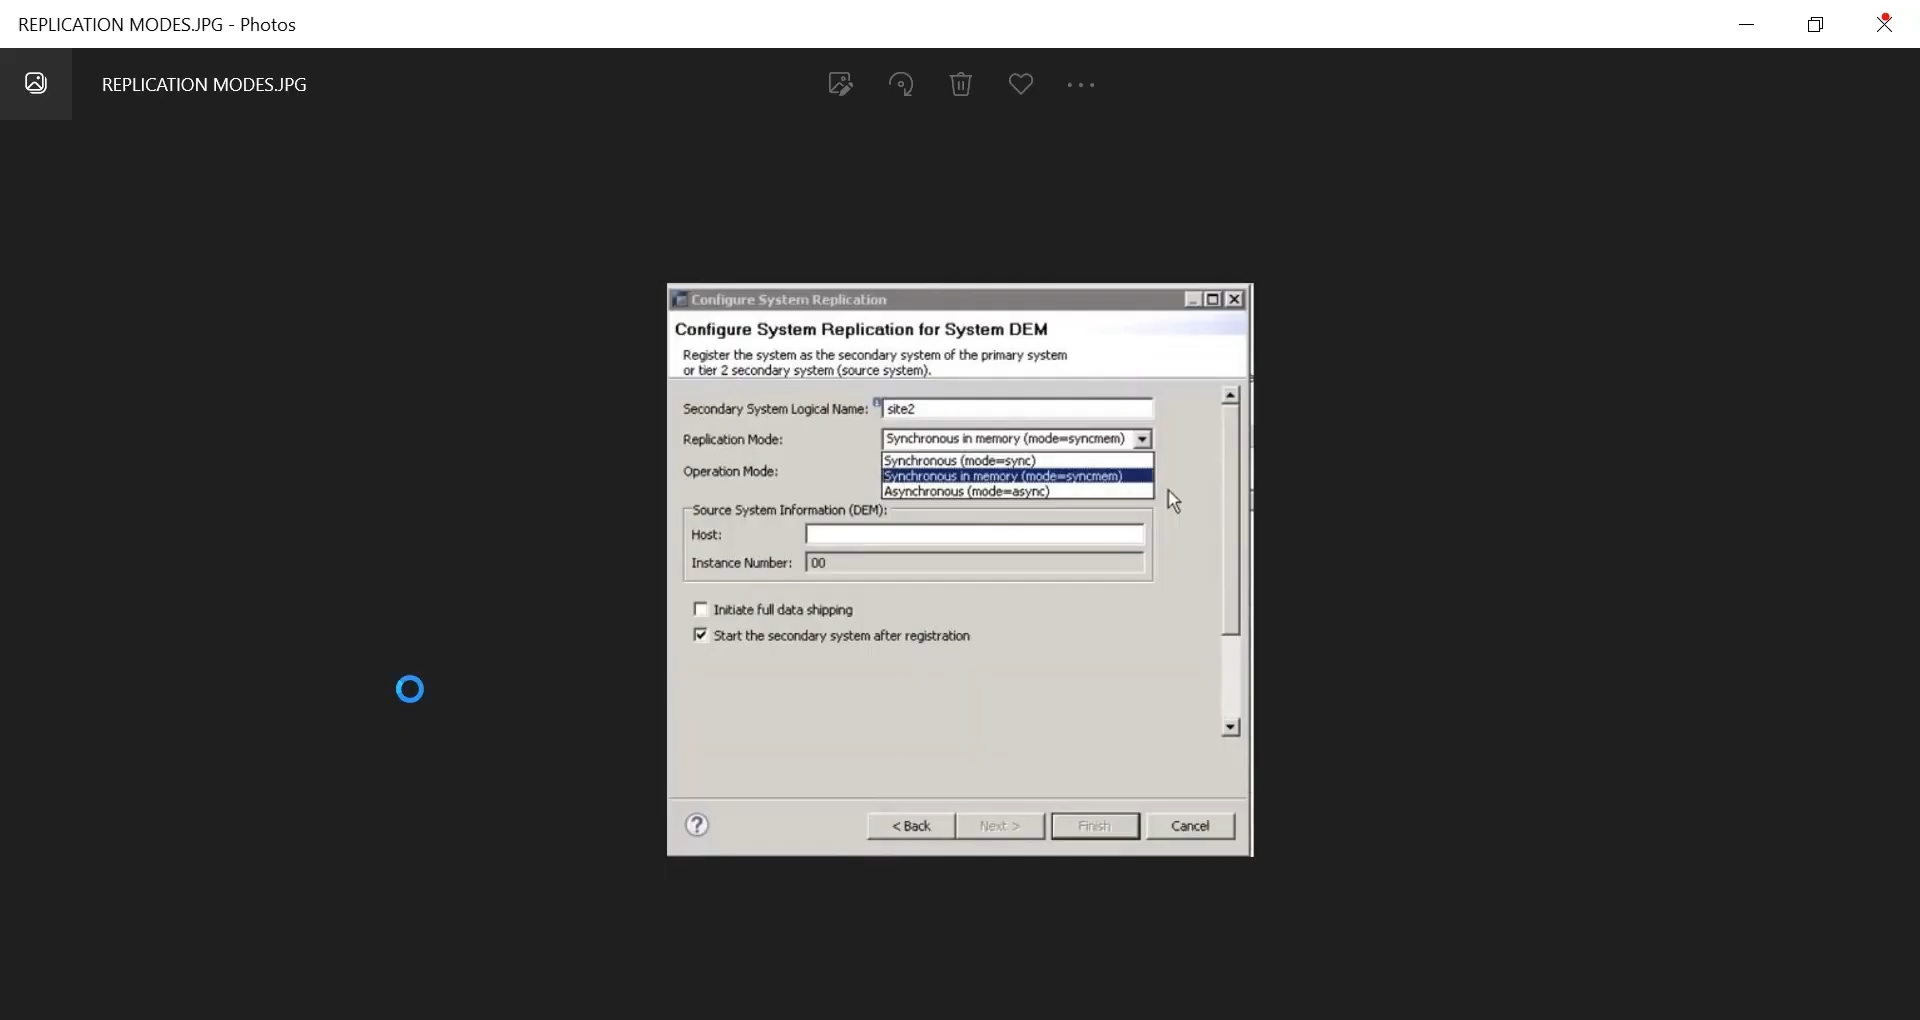 REPLICATION MODES.JPG - Photos
REPLICATION MODES.JPG
Configure System Replication
Configure System Replication for System DEM
Register the system as the secondary system of the primary system
or tier 2 secondary system (source system).
Secondary System Logical Name: site2
Replication Mode: Synchronous in memory (mode=syncmem)
Synchronous (mode=sync)
Operation Mode: Synchronous in memory (mode=syncmem)
Asynchronous (mode=async)
Source System Information (DEM):
Host:
Instance Number: 00
Initiate full data shipping
Start the secondary system after registration
? < Back Next > Finish Cancel